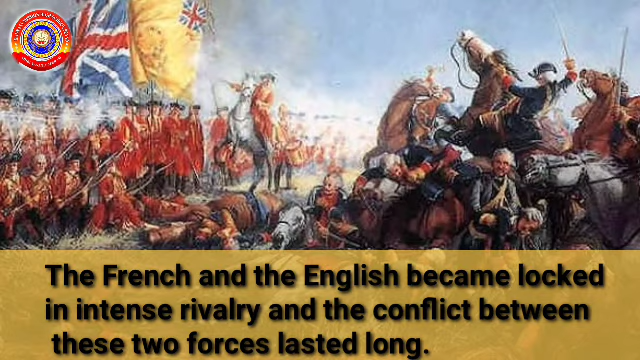 The French and the English became locked
in intense rivalry and the conflict between
these two forces lasted long.